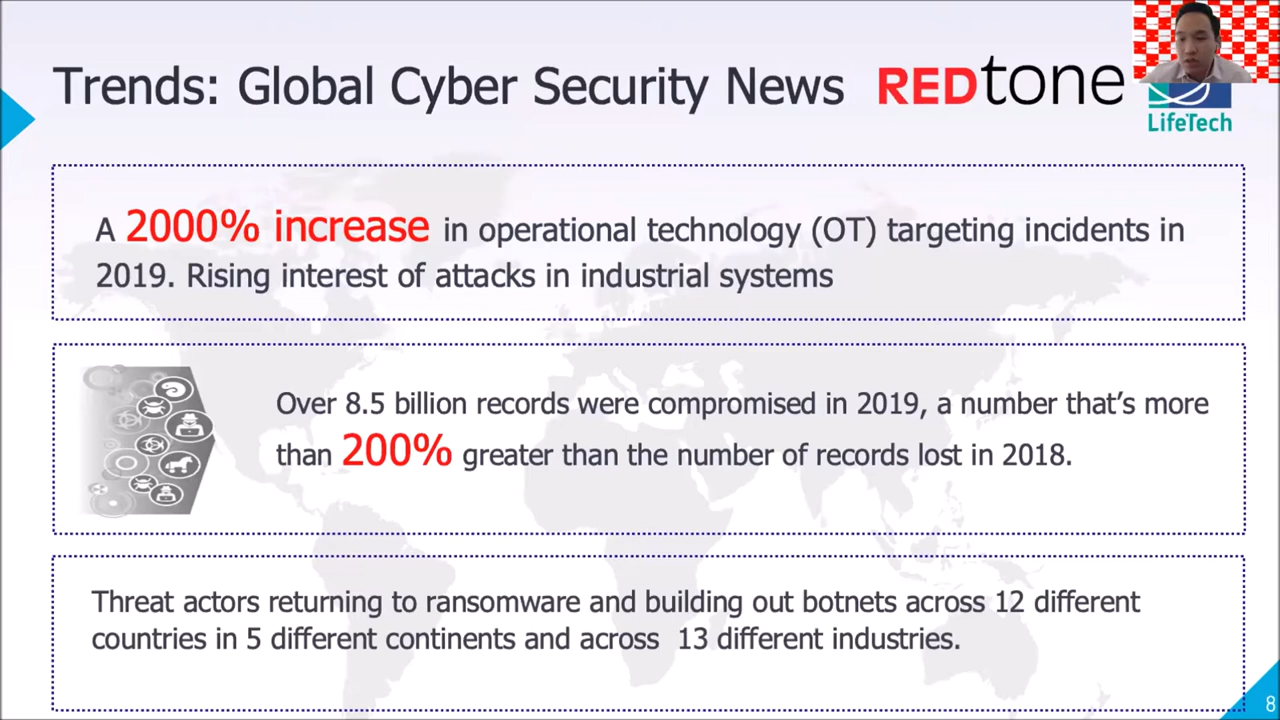 Trends: Global Cyber Security News REDtone
LifeTech
A 2000% increase in operational technology (OT) targeting incidents in
2019. Rising interest of attacks in industrial systems
Over 8.5 billion records were compromised in 2019, a number that's more
than 200% greater than the number of records lost in 2018.
Threat actors returning to ransomware and building out botnets across 12 different
countries in 5 different continents and across 13 different industries.
8